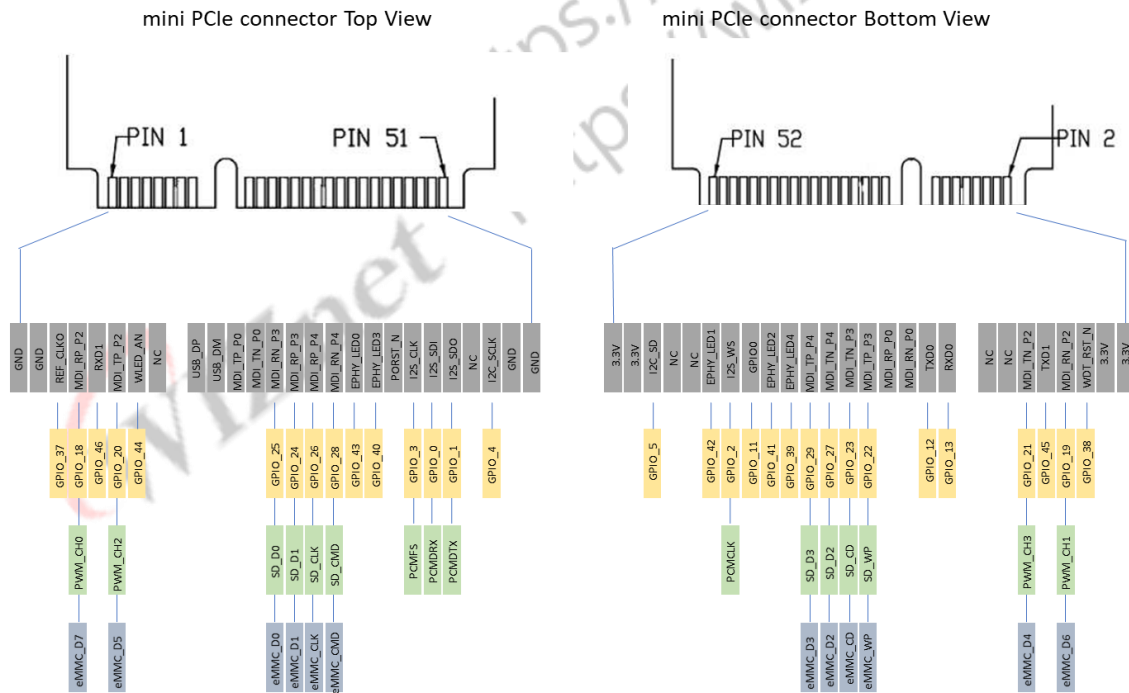 mini PCIe connector Top View
mini PCIe connector Bottom View
PIN 1
PIN 51
PIN 52
PIN 2
GND
GND
REF_CLKO
MDI_RP_P2
RXD1
MDI_TP_P2
WLED_AN
NC
USB_DP
USB_DM
MDI_TP_P0
MDI_TN_P0
MDI_RN_P3
MDI_RP_P3
MDI_RP_P4
MDI_RN_P4
EPHY_LED0
EPHY_LED3
PORST_N
I2S_CLK
I2S_SDI
I2S_SDO
NC
I2C_SCLK
GND
GND
3.3V
3.3V
I2C_SD
NC
NC
EPHY_LED1
I2S_WS
GPIO0
EPHY_LED2
EPHY_LED4
MDI_TP_P4
MDI_TN_P4
MDI_TN_P3
MDI_TP_P3
MDI_RP_P0
MDI_RN_P0
TXD0
RXD0
NC
NC
MDI_TN_P2
TXD1
MDI_RN_P2
WDT_RST_N
3.3V
3.3V
GPIO_37
GPIO_18
GPIO_46
GPIO_20
GPIO_44
GPIO_25
GPIO_24
GPIO_26
GPIO_28
GPIO_43
GPIO_40
GPIO_3
GPIO_0
GPIO_1
GPIO_4
GPIO_5
GPIO_42
GPIO_2
GPIO_11
GPIO_41
GPIO_39
GPIO_29
GPIO_27
GPIO_23
GPIO_22
GPIO_12
GPIO_13
GPIO_21
GPIO_45
GPIO_19
GPIO_38
PWM_CH0
PWM_CH2
SD_D0
SD_D1
SD_CLK
SD_CMD
PCMFS
PCMDRX
PCMDTX
PCMCLK
SD_D3
SD_D2
SD_CD
SD_WP
PWM_CH3
PWM_CH1
eMMC_D7
eMMC_D5
eMMC_D0
eMMC_D1
eMMC_CLK
eMMC_CMD
eMMC_D3
eMMC_D2
eMMC_CD
eMMC_WP
eMMC_D4
eMMC_D6
WIZnet